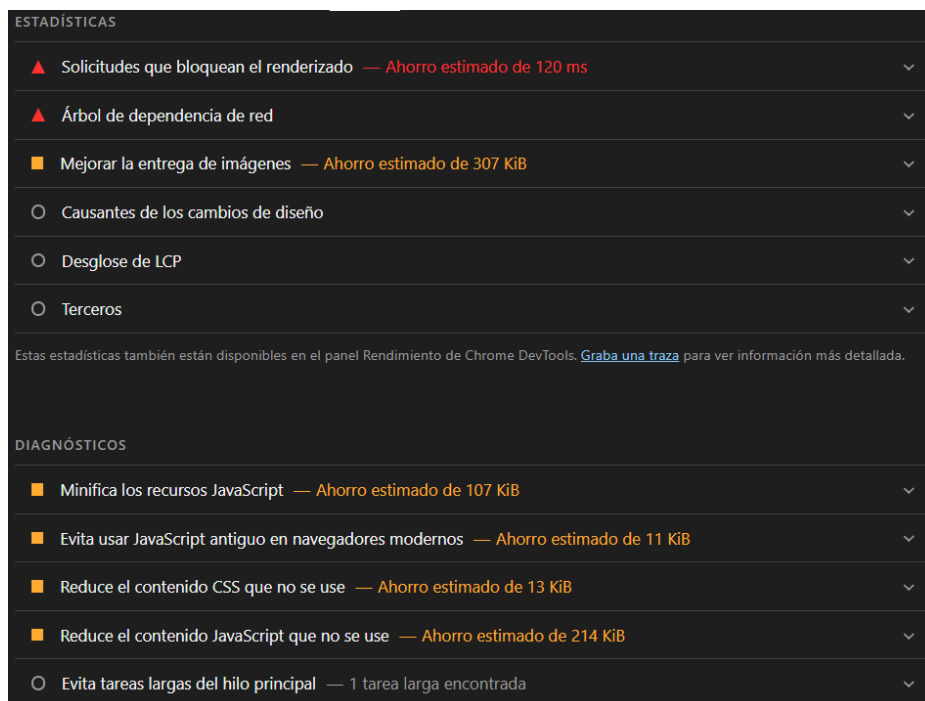 ESTADÍSTICAS
Solicitudes que bloquean el renderizado — Ahorro estimado de 120 ms
Árbol de dependencia de red
Mejorar la entrega de imágenes — Ahorro estimado de 307 KiB
Causantes de los cambios de diseño
Desglose de LCP
Terceros
Estas estadísticas también están disponibles en el panel Rendimiento de Chrome DevTools. Graba una traza para ver información más detallada.
DIAGNÓSTICOS
Minifica los recursos JavaScript — Ahorro estimado de 107 KiB
Evita usar JavaScript antiguo en navegadores modernos — Ahorro estimado de 11 KiB
Reduce el contenido CSS que no se use — Ahorro estimado de 13 KiB
Reduce el contenido JavaScript que no se use — Ahorro estimado de 214 KiB
Evita tareas largas del hilo principal — 1 tarea larga encontrada